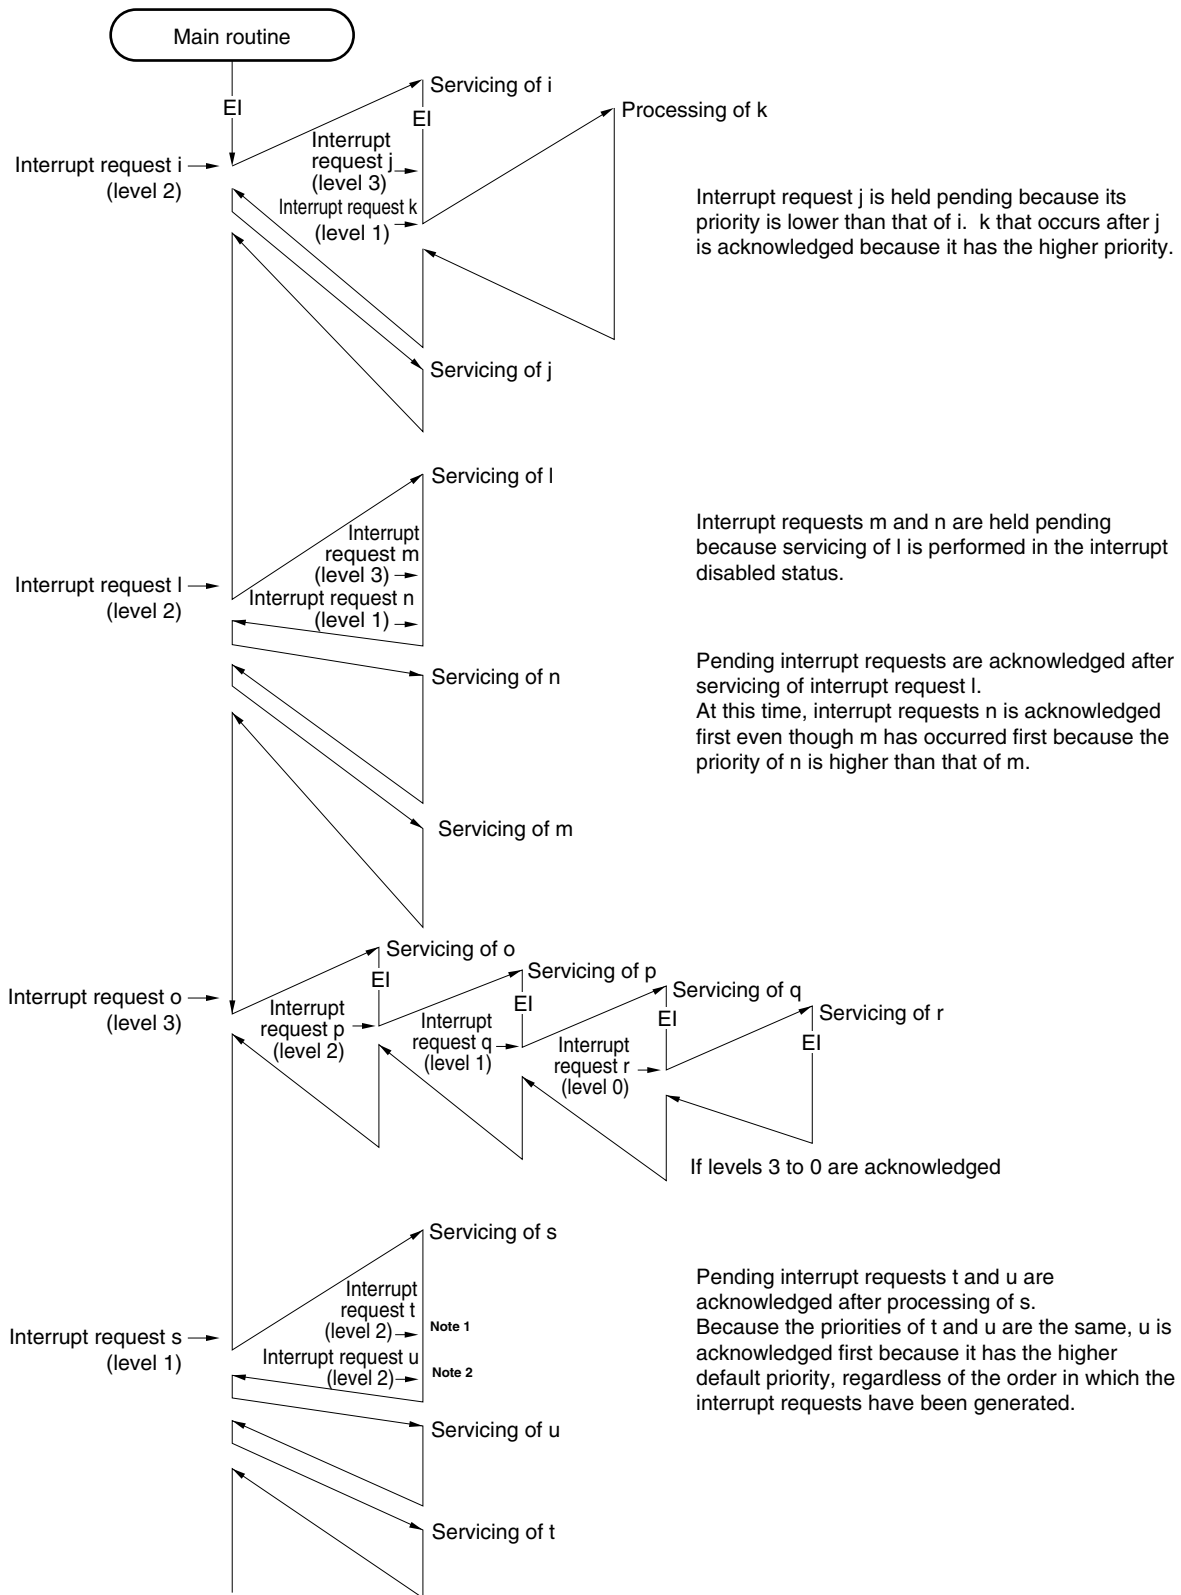 Main routine
EI
Servicing of i
EI
Processing of k
Interrupt request i
(level 2)
Interrupt
request j
(level 3)
Interrupt request k
(level 1)
Interrupt request j is held pending because its
priority is lower than that of i.  k that occurs after j
is acknowledged because it has the higher priority.
Servicing of j
Servicing of l
Interrupt request l
(level 2)
Interrupt
request m
(level 3)
Interrupt request n
(level 1)
Interrupt requests m and n are held pending
because servicing of l is performed in the interrupt
disabled status.
Servicing of n
Pending interrupt requests are acknowledged after
servicing of interrupt request l.
At this time, interrupt requests n is acknowledged
first even though m has occurred first because the
priority of n is higher than that of m.
Servicing of m
Servicing of o
EI
Servicing of p
EI
Servicing of q
EI
Servicing of r
EI
Interrupt request o
(level 3)
Interrupt
request p
(level 2)
Interrupt
request q
(level 1)
Interrupt
request r
(level 0)
If levels 3 to 0 are acknowledged
Servicing of s
Interrupt request s
(level 1)
Interrupt
request t
(level 2)
Note 1
Interrupt request u
(level 2)
Note 2
Pending interrupt requests t and u are
acknowledged after processing of s.
Because the priorities of t and u are the same, u is
acknowledged first because it has the higher
default priority, regardless of the order in which the
interrupt requests have been generated.
Servicing of u
Servicing of t